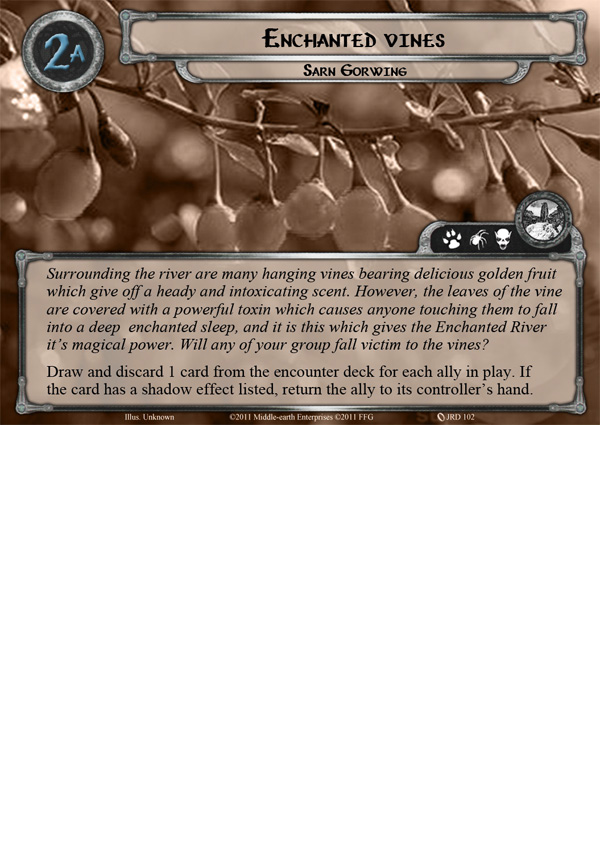 2A
Enchanted vines
Sarn Gorwing
Surrounding the river are many hanging vines bearing delicious golden fruit
which give off a heady and intoxicating scent. However, the leaves of the vine
are covered with a powerful toxin which causes anyone touching them to fall
into a deep enchanted sleep, and it is this which gives the Enchanted River
it's magical power. Will any of your group fall victim to the vines?
Draw and discard 1 card from the encounter deck for each ally in play. If
the card has a shadow effect listed, return the ally to its controller's hand.
Illus. Unknown ©2011 Middle-earth Enterprises ©2011 FFG JRD 102